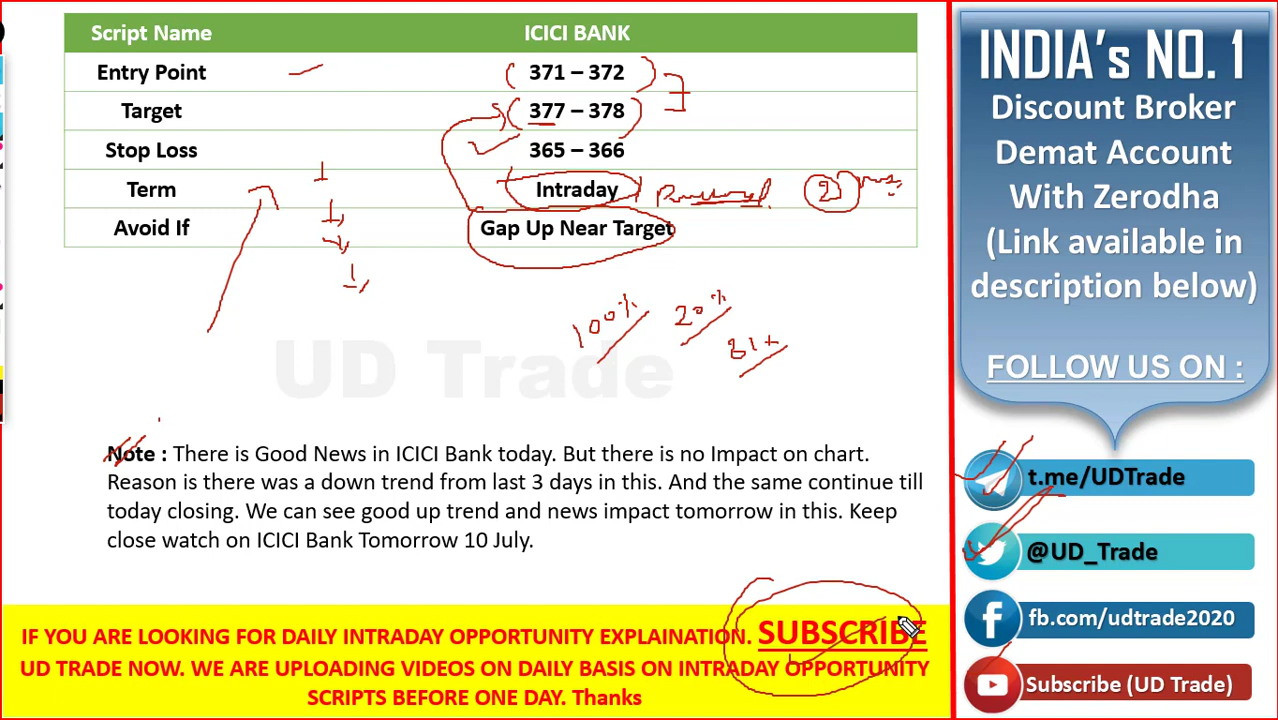 Script Name ICICI BANK
Entry Point 371 – 372
Target 377 – 378
Stop Loss 365 – 366
Term Intraday 2
Avoid If Gap Up Near Target
100% 20%
UD Trade
Note : There is Good News in ICICI Bank today. But there is no Impact on chart.
Reason is there was a down trend from last 3 days in this. And the same continue till
today closing. We can see good up trend and news impact tomorrow in this. Keep
close watch on ICICI Bank Tomorrow 10 July.
IF YOU ARE LOOKING FOR DAILY INTRADAY OPPORTUNITY EXPLAINATION. SUBSCRIBE
UD TRADE NOW. WE ARE UPLOADING VIDEOS ON DAILY BASIS ON INTRADAY OPPORTUNITY
SCRIPTS BEFORE ONE DAY. Thanks
INDIA's NO. 1
Discount Broker
Demat Account
With Zerodha
(Link available in
description below)
FOLLOW US ON :
t.me/UDTrade
@UD_Trade
fb.com/udtrade2020
Subscribe (UD Trade)